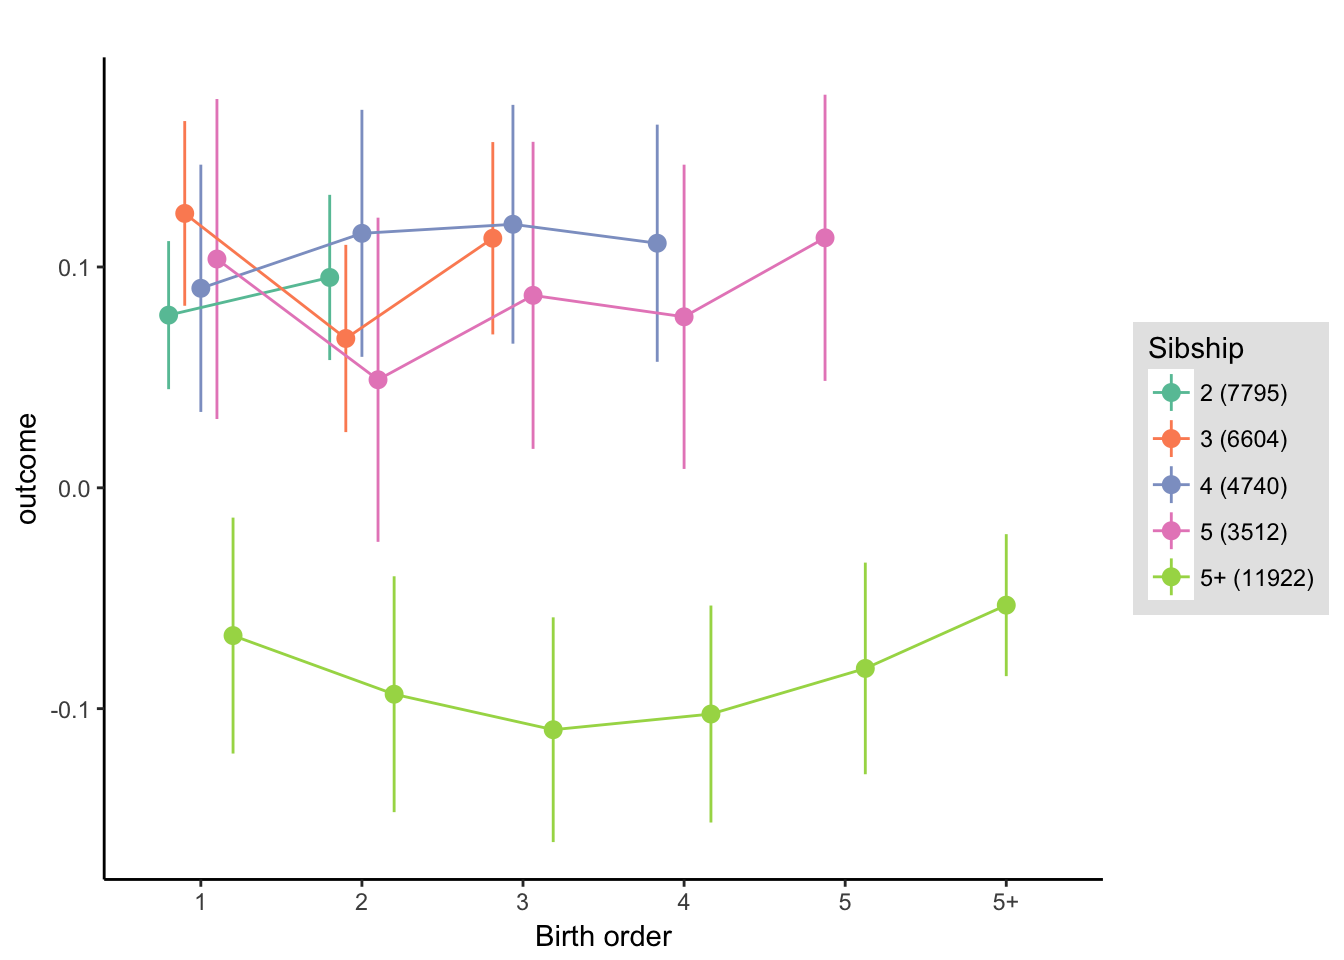 outcome
0.1
0.0
-0.1
1 2 3 4 5 5+
Birth order
Sibship
2 (7795)
3 (6604)
4 (4740)
5 (3512)
5+ (11922)